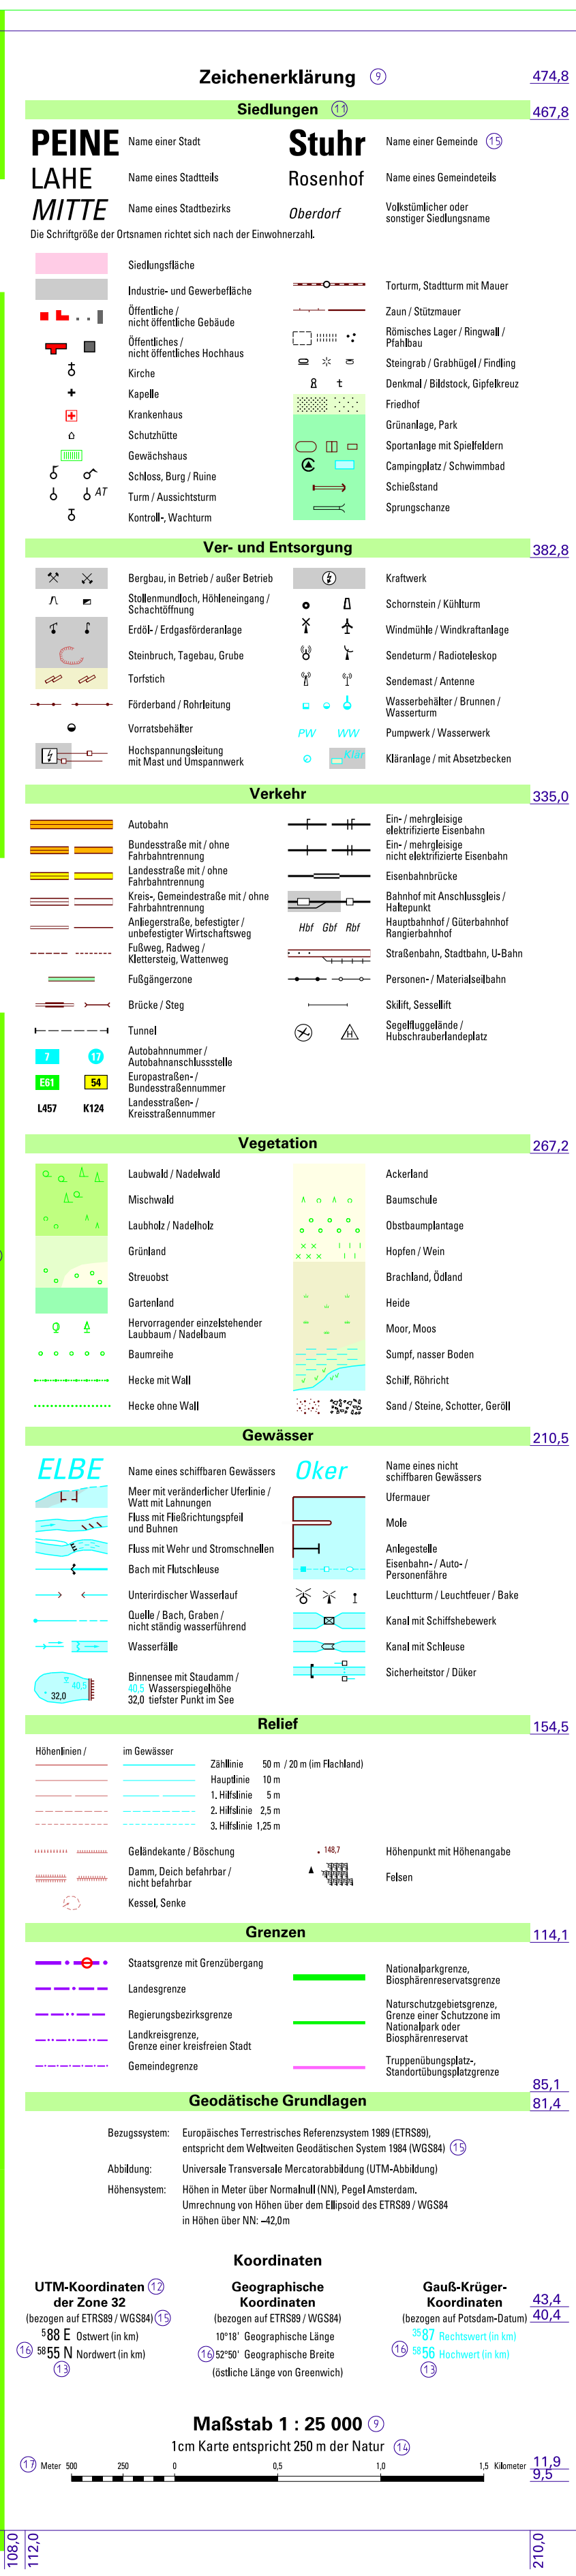 Zeichenerklärung 9
474,8
Siedlungen 11
467,8
PEINE Name einer Stadt
Stuhr Name einer Gemeinde 15
LAHE Name eines Stadtteils
Rosenhof Name eines Gemeindeteils
MITTE Name eines Stadtbezirks
Oberdorf Volkstümlicher oder
sonstiger Siedlungsname
Die Schriftgröße der Ortsnamen richtet sich nach der Einwohnerzahl.
Siedlungsfläche
Industrie- und Gewerbefläche
Öffentliche /
nicht öffentliche Gebäude
Öffentliches /
nicht öffentliches Hochhaus
Kirche
Kapelle
Krankenhaus
Schutzhütte
Gewächshaus
Schloss, Burg / Ruine
AT Turm / Aussichtsturm
Kontroll-, Wachturm
Torturm, Stadtturm mit Mauer
Zaun / Stützmauer
Römisches Lager / Ringwall /
Pfahlbau
Steingrab / Grabhügel / Findling
Denkmal / Bildstock, Gipfelkreuz
Friedhof
Grünanlage, Park
Sportanlage mit Spielfeldern
Campingplatz / Schwimmbad
Schießstand
Sprungschanze
Ver- und Entsorgung
382,8
Bergbau, in Betrieb / außer Betrieb
Stollenmundloch, Höhleneingang /
Schachtöffnung
Erdöl- / Erdgasförderanlage
Steinbruch, Tagebau, Grube
Torfstich
Förderband / Rohrleitung
Vorratsbehälter
Hochspannungsleitung
mit Mast und Umspannwerk
Kraftwerk
Schornstein / Kühlturm
Windmühle / Windkraftanlage
Sendeturm / Radioteleskop
Sendemast / Antenne
Wasserbehälter / Brunnen /
Wasserturm
PW WW Pumpwerk / Wasserwerk
Klär Kläranlage / mit Absetzbecken
Verkehr
335,0
Autobahn
Bundesstraße mit / ohne
Fahrbahntrennung
Landesstraße mit / ohne
Fahrbahntrennung
Kreis-, Gemeindestraße mit / ohne
Fahrbahntrennung
Anliegerstraße, befestigter /
unbefestigter Wirtschaftsweg
Fußweg, Radweg /
Klettersteig, Wattenweg
Fußgängerzone
Brücke / Steg
Tunnel
7 17 Autobahnnummer /
Autobahnanschlussstelle
E61 54 Europastraßen- /
Bundesstraßennummer
L457 K124 Landesstraßen- /
Kreisstraßennummer
Ein- / mehrgleisige
elektrifizierte Eisenbahn
Ein- / mehrgleisige
nicht elektrifizierte Eisenbahn
Eisenbahnbrücke
Bahnhof mit Anschlussgleis /
Haltepunkt
Hbf Gbf Rbf Hauptbahnhof / Güterbahnhof
Rangierbahnhof
Straßenbahn, Stadtbahn, U-Bahn
Personen- / Materialseilbahn
Skilift, Sessellift
H Segelfluggelände /
Hubschrauberlandeplatz
Vegetation
267,2
Laubwald / Nadelwald
Mischwald
Laubholz / Nadelholz
Grünland
Streuobst
Gartenland
Hervorragender einzelstehender
Laubbaum / Nadelbaum
Baumreihe
Hecke mit Wall
Hecke ohne Wall
Ackerland
Baumschule
Obstbaumplantage
Hopfen / Wein
Brachland, Ödland
Heide
Moor, Moos
Sumpf, nasser Boden
Schilf, Röhricht
Sand / Steine, Schotter, Geröll
Gewässer
210,5
ELBE Name eines schiffbaren Gewässers
Meer mit veränderlicher Uferlinie /
Watt mit Lahnungen
Fluss mit Fließrichtungspfeil
und Buhnen
Fluss mit Wehr und Stromschnellen
Bach mit Flutschleuse
Unterirdischer Wasserlauf
Quelle / Bach, Graben /
nicht ständig wasserführend
Wasserfälle
40,5
32,0
Binnensee mit Staudamm /
40,5 Wasserspiegelhöhe
32,0 tiefster Punkt im See
Oker Name eines nicht
schiffbaren Gewässers
Ufermauer
Mole
Anlegestelle
Eisenbahn- / Auto- /
Personenfähre
Leuchtturm / Leuchtfeuer / Bake
Kanal mit Schiffshebewerk
Kanal mit Schleuse
Sicherheitstor / Düker
Relief
154,5
Höhenlinien / im Gewässer
Zähllinie 50 m / 20 m (im Flachland)
Hauptlinie 10 m
1. Hilfslinie 5 m
2. Hilfslinie 2,5 m
3. Hilfslinie 1,25 m
Geländekante / Böschung
Damm, Deich befahrbar /
nicht befahrbar
Kessel, Senke
148,7 Höhenpunkt mit Höhenangabe
Felsen
Grenzen
114,1
Staatsgrenze mit Grenzübergang
Landesgrenze
Regierungsbezirksgrenze
Landkreisgrenze,
Grenze einer kreisfreien Stadt
Gemeindegrenze
Nationalparkgrenze,
Biosphärenreservatsgrenze
Naturschutzgebietsgrenze,
Grenze einer Schutzzone im
Nationalpark oder
Biosphärenreservat
Truppenübungsplatz-,
Standortübungsplatzgrenze
85,1
Geodätische Grundlagen
81,4
Bezugssystem: Europäisches Terrestrisches Referenzsystem 1989 (ETRS89),
entspricht dem Weltweiten Geodätischen System 1984 (WGS84) 15
Abbildung: Universale Transversale Mercatorabbildung (UTM-Abbildung)
Höhensystem: Höhen in Meter über Normalnull (NN), Pegel Amsterdam.
Umrechnung von Höhen über dem Ellipsoid des ETRS89 / WGS84
in Höhen über NN: –42,0m
Koordinaten
UTM-Koordinaten 12
der Zone 32
(bezogen auf ETRS89 / WGS84) 15
588 E Ostwert (in km)
16 5855 N Nordwert (in km)
13
Geographische
Koordinaten
(bezogen auf ETRS89 / WGS84)
10°18' Geographische Länge
16 52°50' Geographische Breite
(östliche Länge von Greenwich)
Gauß-Krüger-
Koordinaten
43,4
(bezogen auf Potsdam-Datum)
40,4
3587 Rechtswert (in km)
16 5856 Hochwert (in km)
13
Maßstab 1 : 25 000 9
1cm Karte entspricht 250 m der Natur 14
17 Meter 500 250 0 0,5 1,0 1,5 Kilometer
11,9
9,5
108,0
112,0
210,0